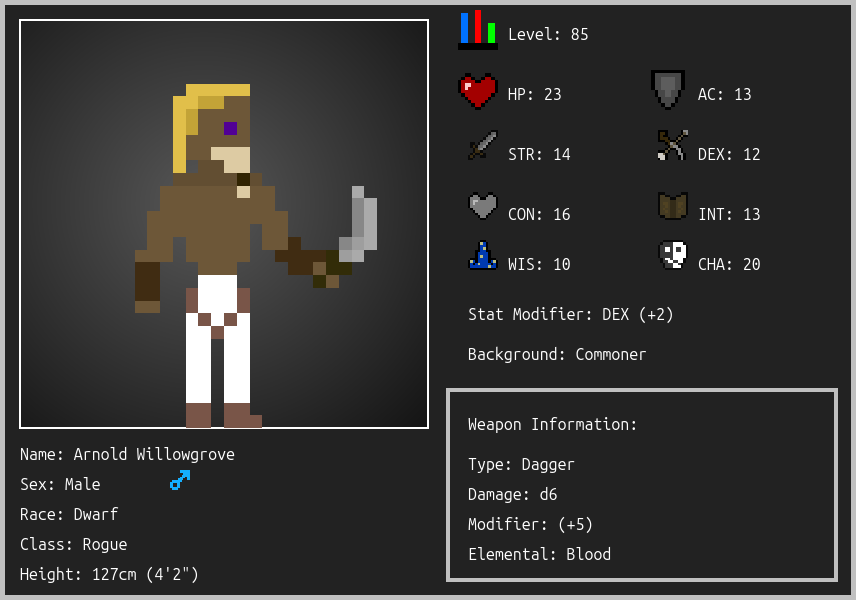 Level: 85
HP: 23
AC: 13
STR: 14
DEX: 12
CON: 16
INT: 13
WIS: 10
CHA: 20
Stat Modifier: DEX (+2)
Background: Commoner
Weapon Information:
Type: Dagger
Damage: d6
Modifier: (+5)
Elemental: Blood
Name: Arnold Willowgrove
Sex: Male
Race: Dwarf
Class: Rogue
Height: 127cm (4'2")